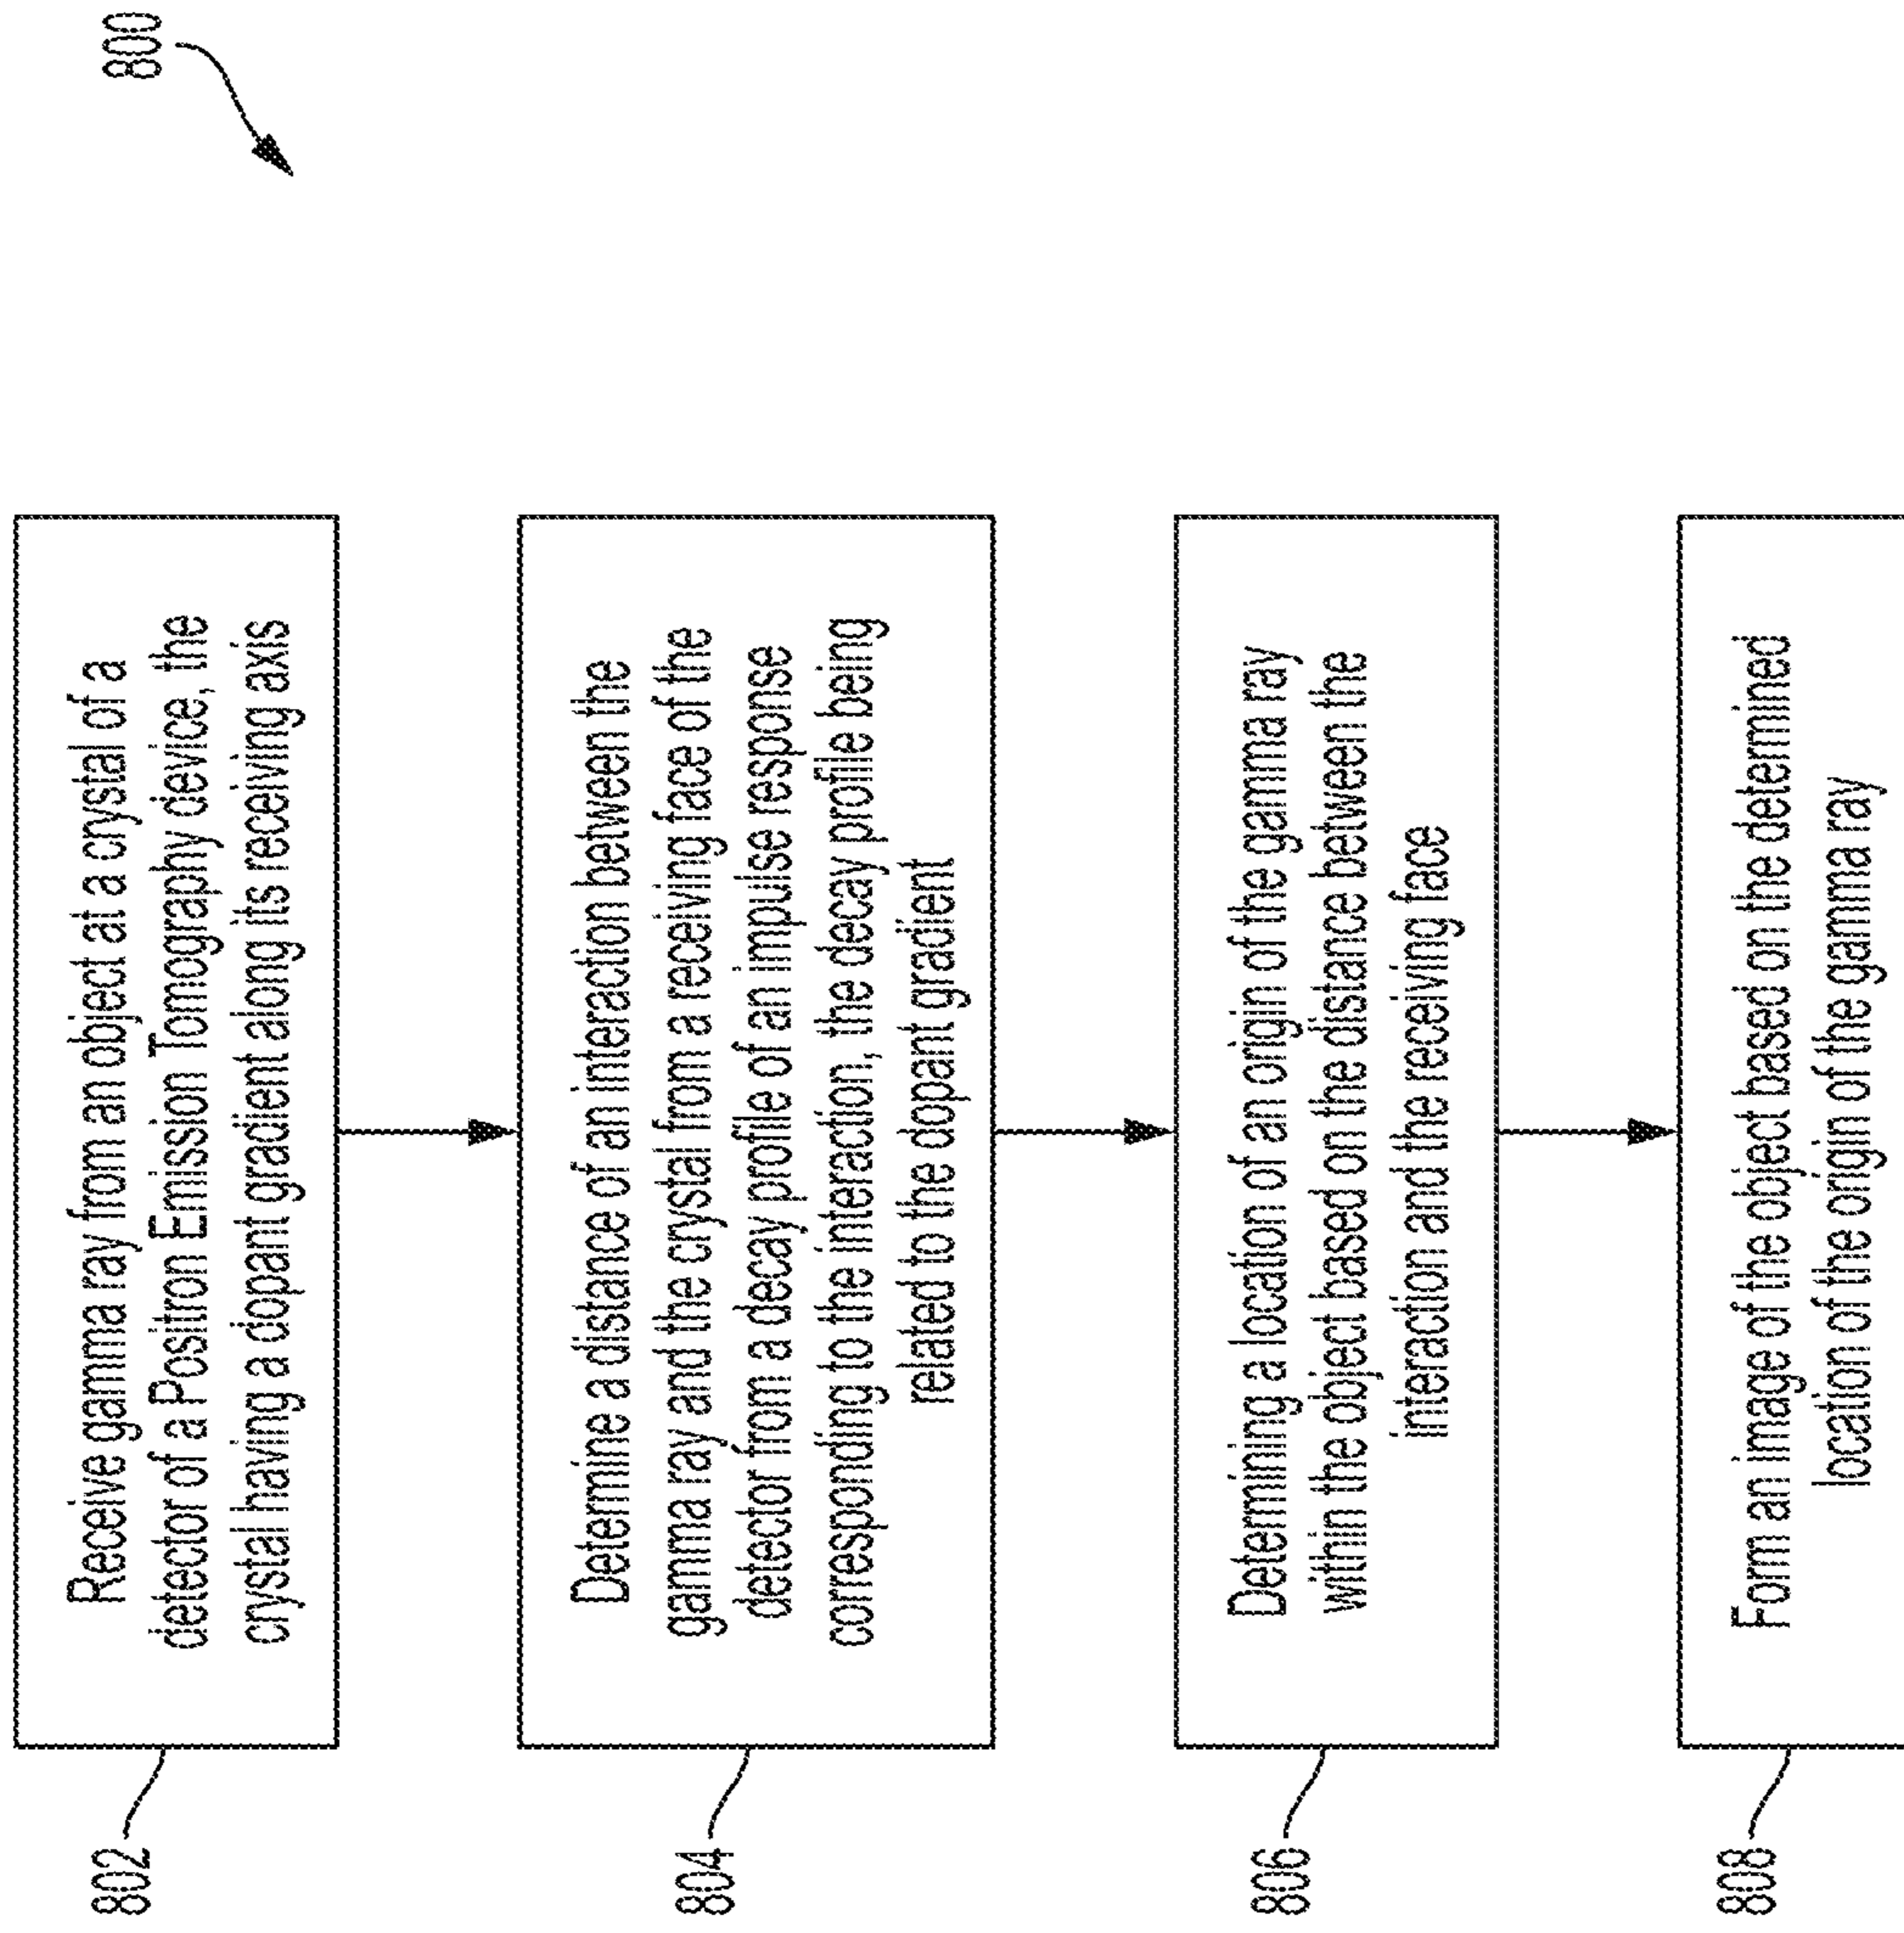 800
802
Receive gamma ray from an object at a crystal of a
detector of a Positron Emission Tomography device, the
crystal having a dopant gradient along its receiving axis
804
Determine a distance of an interaction between the
gamma ray and the crystal from a receiving face of the
detector from a decay profile of an impulse response
corresponding to the interaction, the decay profile being
related to the dopant gradient
806
Determining a location of an origin of the gamma ray
within the object based on the distance between the
interaction and the receiving face
808
Form an image of the object based on the determined
location of the origin of the gamma ray